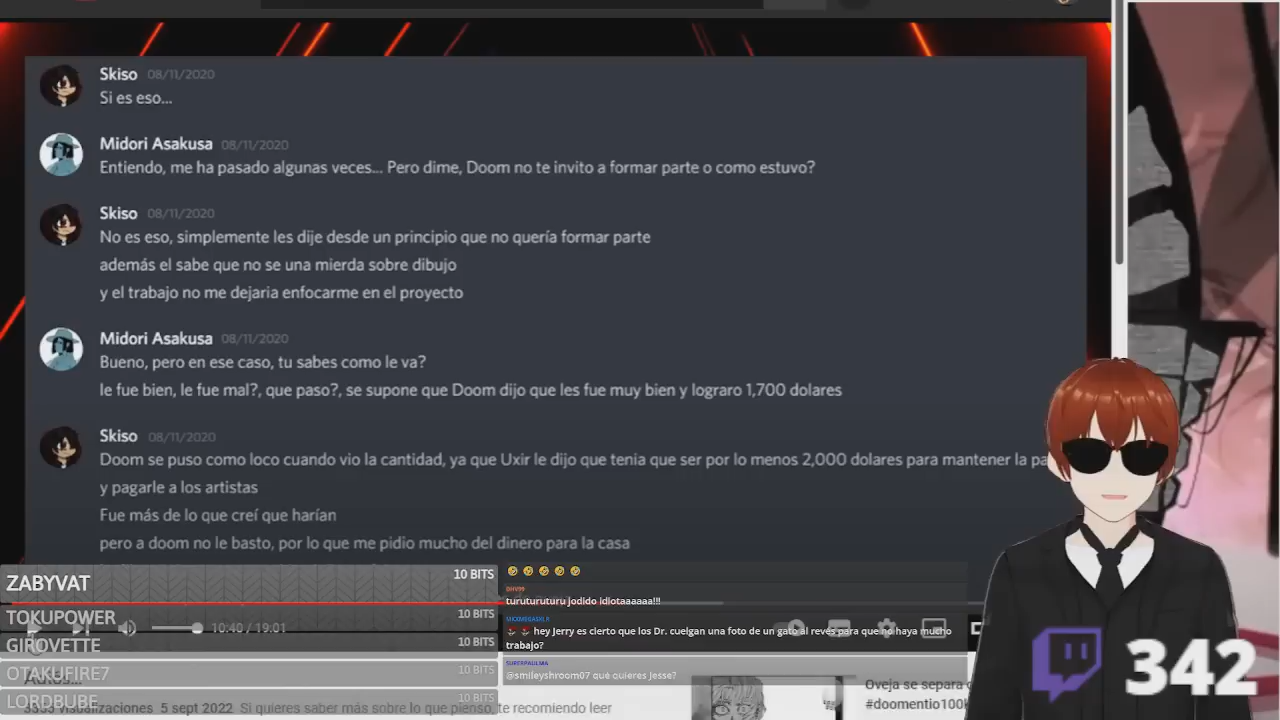 Skiso 08/11/2020
Si es eso...
Midori Asakusa 08/11/2020
Entiendo, me ha pasado algunas veces... Pero dime, Doom no te invito a formar parte o como estuvo?
Skiso 08/11/2020
No es eso, simplemente les dije desde un principio que no quería formar parte
además el sabe que no se una mierda sobre dibujo
y el trabajo no me dejaria enfocarme en el proyecto
Midori Asakusa 08/11/2020
Bueno, pero en ese caso, tu sabes como le va?
le fue bien, le fue mal?, que paso?, se supone que Doom dijo que les fue muy bien y lograro 1,700 dolares
Skiso 08/11/2020
Doom se puso como loco cuando vio la cantidad, ya que Uxir le dijo que tenia que ser por lo menos 2,000 dolares para mantener la pa
y pagarle a los artistas
Fue más de lo que creí que harían
pero a doom no le basto, por lo que me pidio mucho del dinero para la casa
ZABYVAT 10 BITS
TOKUPOWER 10 BITS
GIROVETTE 10 BITS
OTAKUFIRE7 10 BITS
LORDBUBE 10 BITS
turuturuturu jodido idiotaaaaaa!!!
hey Jerry es cierto que los Dr. cuelgan una foto de un gato al revés para que no haya mucho
trabajo?
SUPERPAULMA
@smileyshroom07 qué quieres Jesse?
10:40 / 19:01
visualizaciones 5 sept 2022 Si quieres saber más sobre lo que pienso, te recomiendo leer
Oveja se separa
#doomentio100k
342